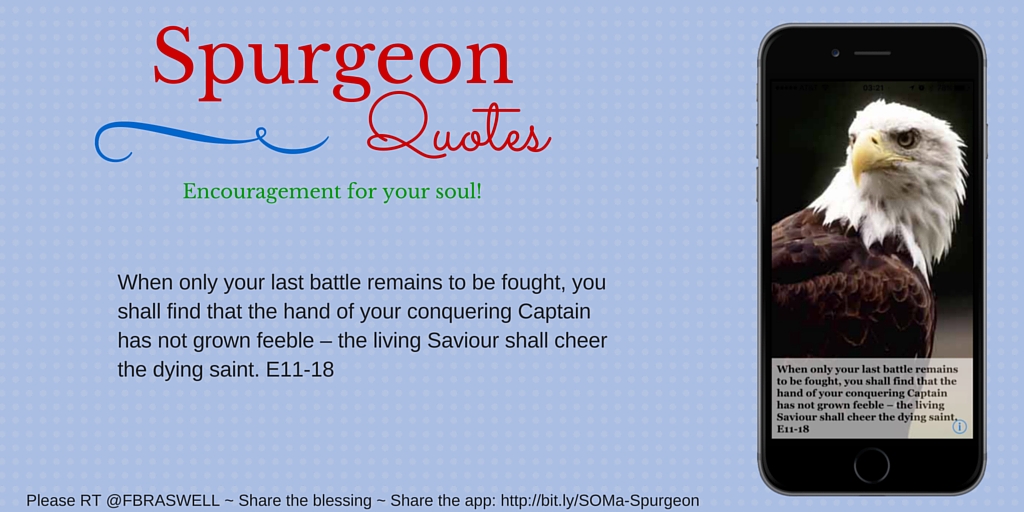 Spurgeon
Quotes
Encouragement for your soul!
When only your last battle remains to be fought, you
shall find that the hand of your conquering Captain
has not grown feeble – the living Saviour shall cheer
the dying saint. E11-18
Please RT @FBRASWELL ~ Share the blessing ~ Share the app: http://bit.ly/SOMa-Spurgeon
03:21
When only your last battle remains
to be fought, you shall find that the
hand of your conquering Captain
has not grown feeble – the living
Saviour shall cheer the dying saint.
E11-18
i